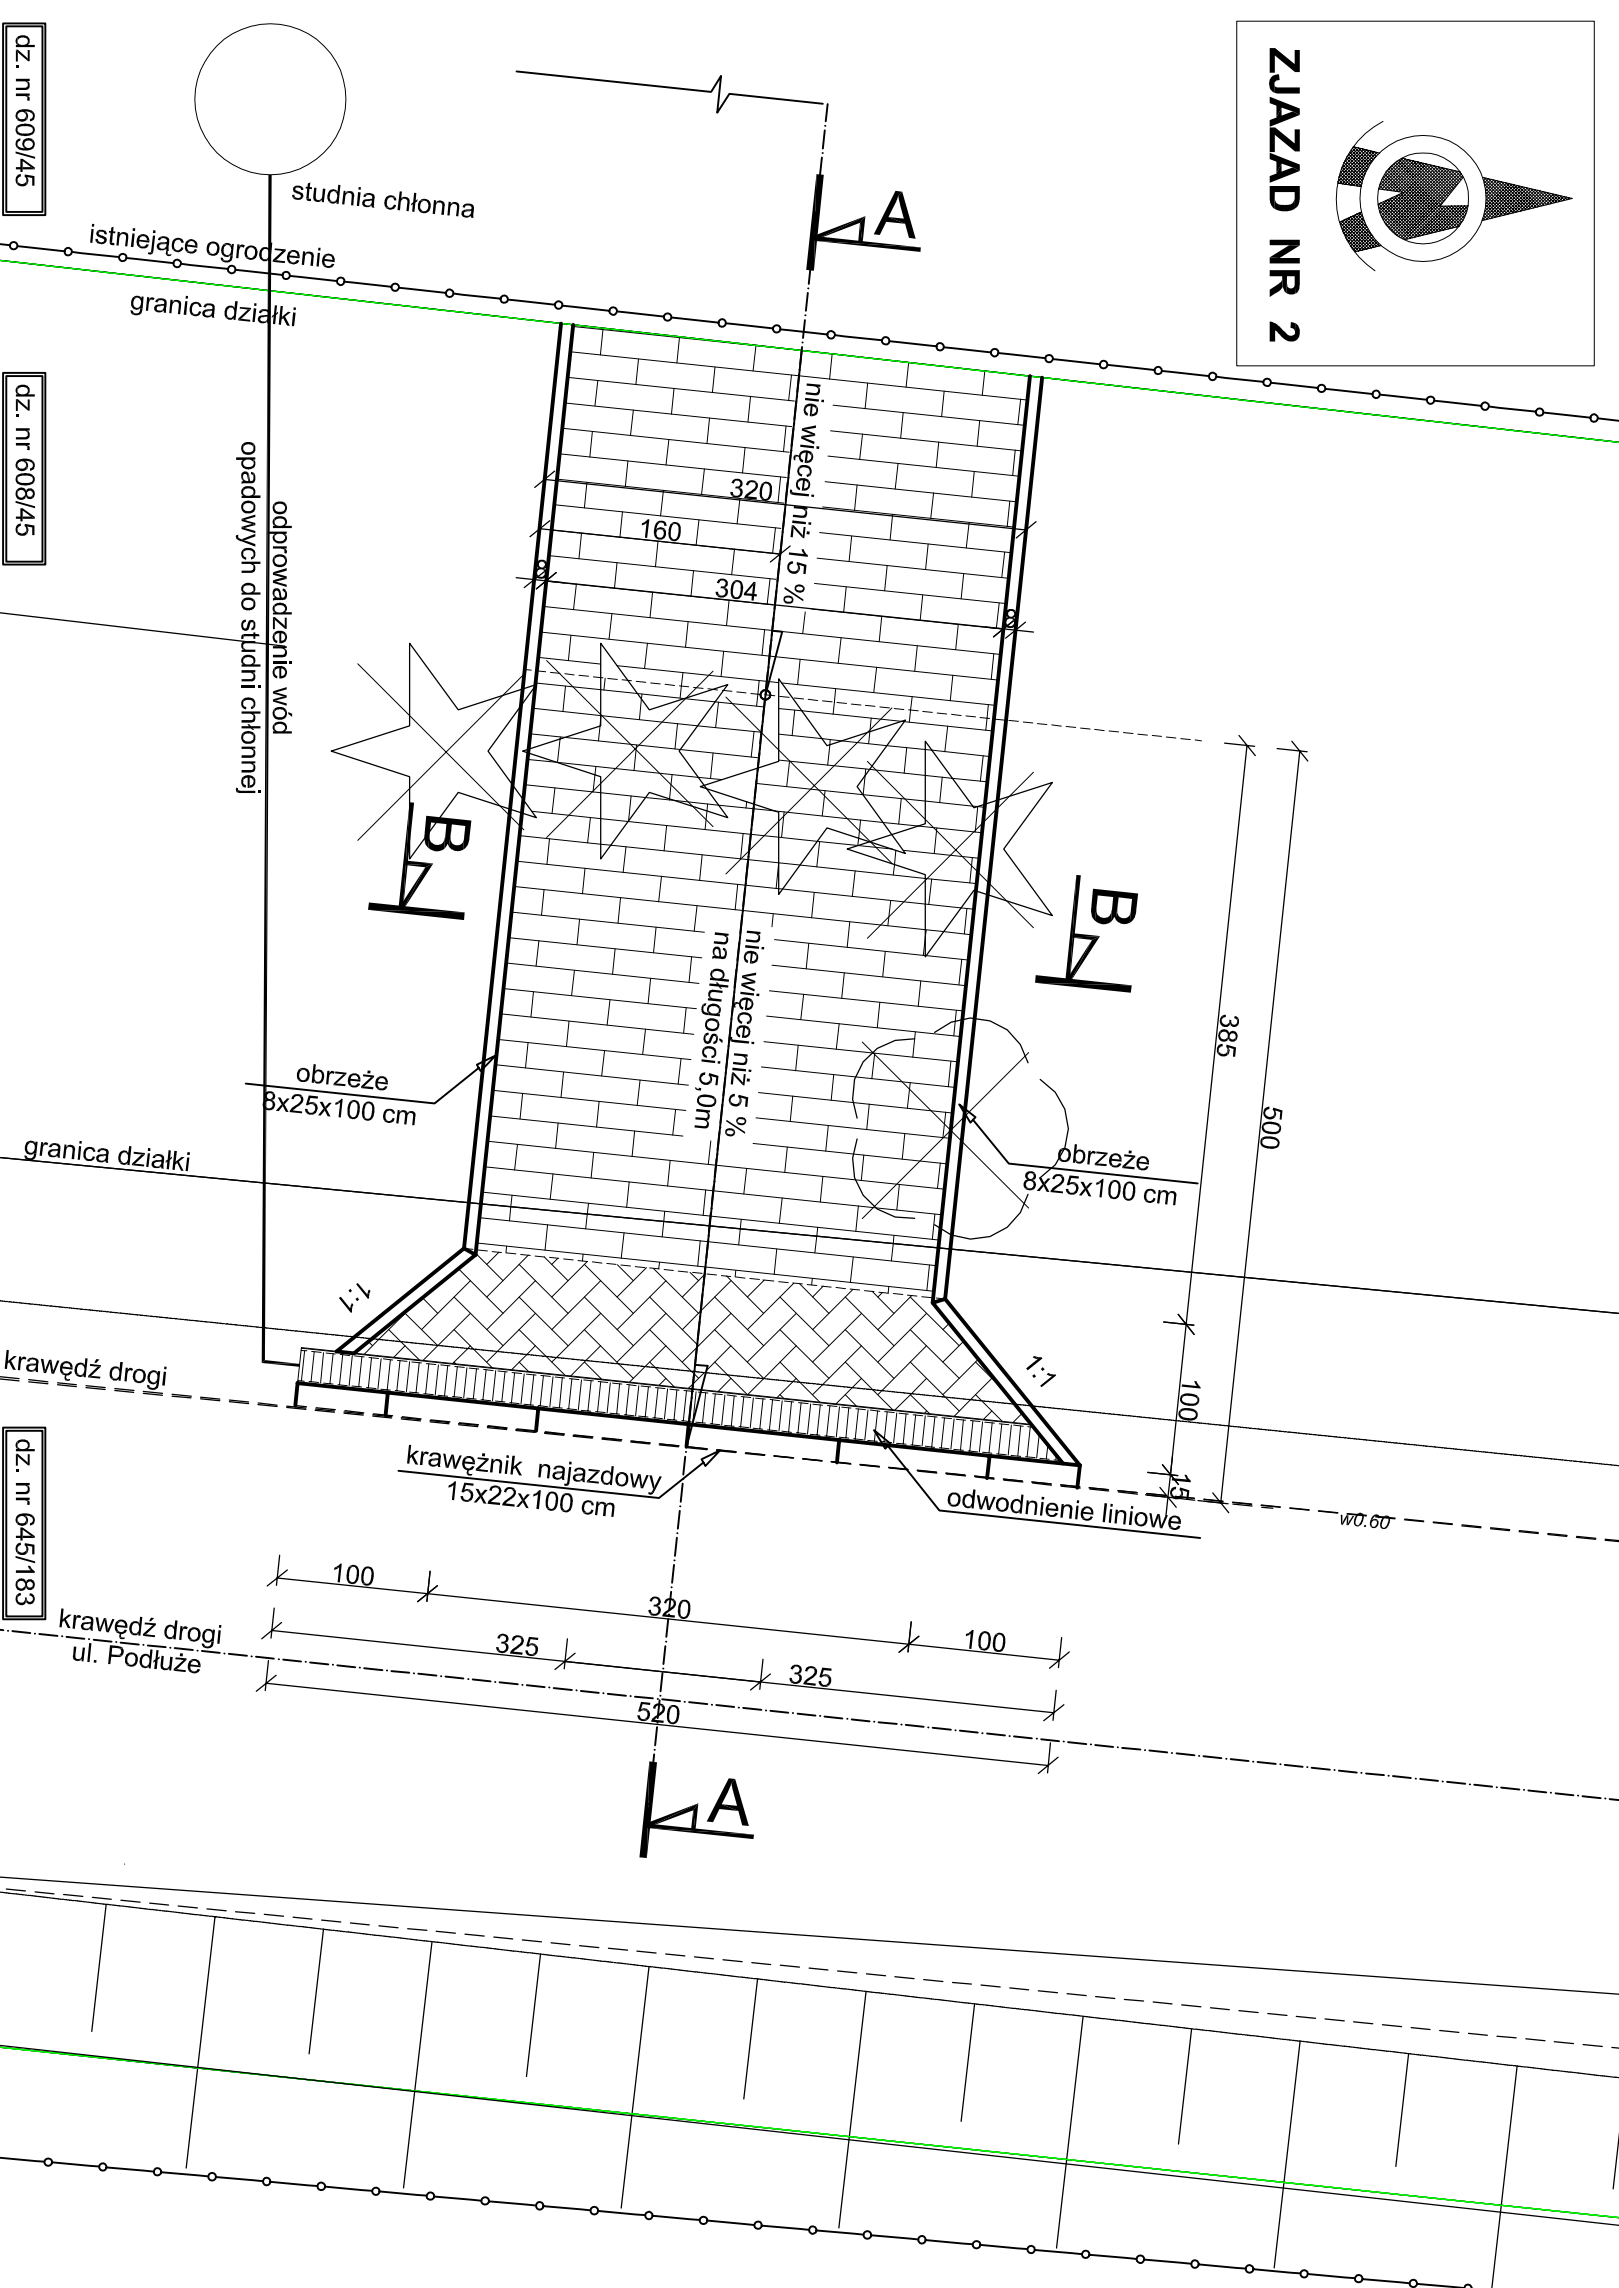 ZJAZAD NR 2
dz. nr 609/45
studnia chłonna
A
istniejące ogrodzenie
granica działki
dz. nr 608/45
odprowadzenie wód
opadowych do studni chłonnej
nie więcej niż 15 %
320
160
8
304
8
B
B
nie więcej niż 5 %
na długości 5,0m
385
500
obrzeże
8x25x100 cm
granica działki
obrzeże
8x25x100 cm
1:1
1:1
krawędź drogi
100
15
krawężnik najazdowy
15x22x100 cm
odwodnienie liniowe
w0.60
dz. nr 645/183
100
320
100
krawędź drogi
ul. Podłuże
325
325
520
A